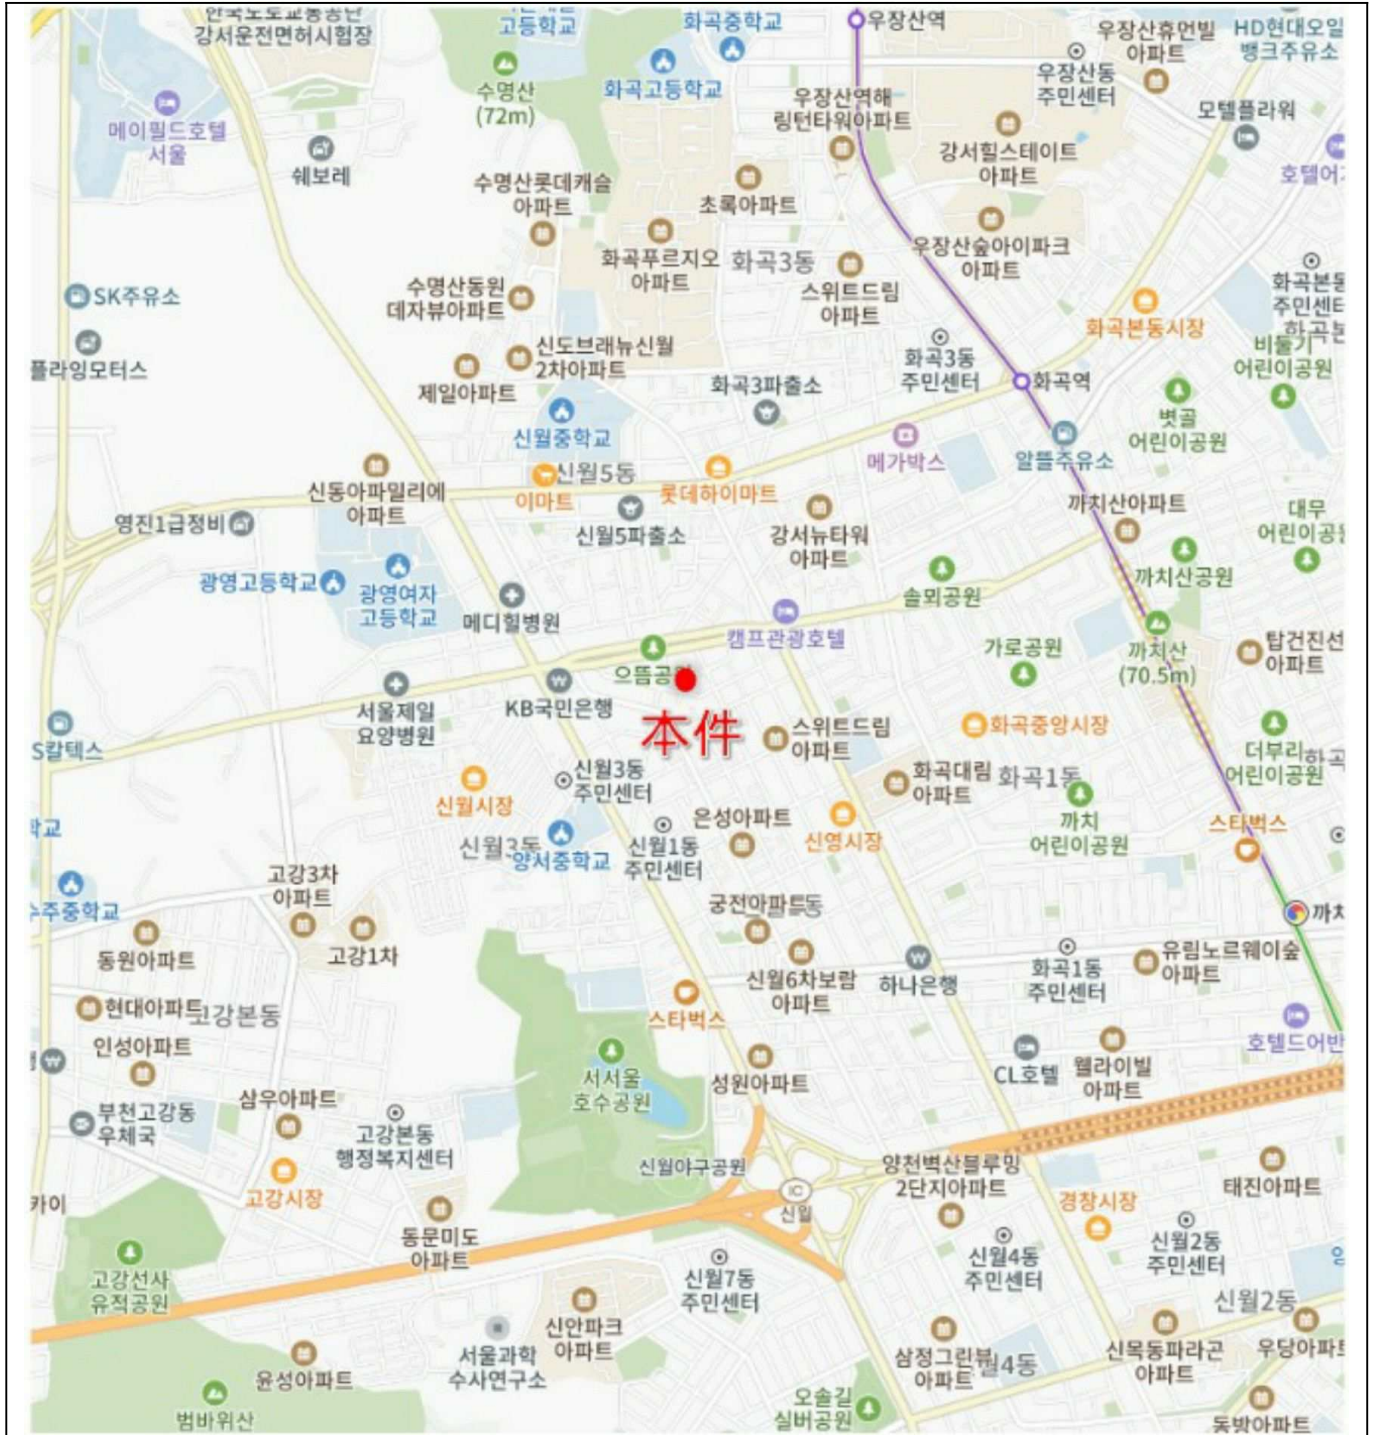 한국도로교통공단
강서운전면허시험장
고등학교
화곡중학교
우장산역
우장산휴먼빌
아파트
HD현대오일
뱅크주유소
수명산
(72m)
화곡고등학교
우장산동
주민센터
모텔플라워
메이필드호텔
서울
쉐보레
우장산역해
링턴타워아파트
강서힐스테이트
아파트
수명산롯데캐슬
아파트
초록아파트
우장산숲아이파크
아파트
화곡푸르지오
아파트
화곡3동
스위트드림
아파트
SK주유소
수명산동원
데자뷰아파트
화곡본동
주민센터
화곡본동시장
플라잉모터스
신도브래뉴신월
2차아파트
제일아파트
화곡3동
주민센터
화곡역
비둘기
어린이공원
화곡3파출소
볏골
어린이공원
신월중학교
메가박스
알뜰주유소
신동아파밀리에
아파트
이마트
신월5동
롯데하이마트
영진1급정비
신월5파출소
강서뉴타워
아파트
까치산아파트
대무
어린이공원
광영고등학교
광영여자
고등학교
메디힐병원
솔뫼공원
까치산공원
캠프관광호텔
가로공원
까치산
(70.5m)
탑건진선
아파트
으뜸공원
本件
서울제일
요양병원
KB국민은행
스위트드림
아파트
화곡중앙시장
더부리
어린이공원
S칼텍스
신월3동
주민센터
화곡대림
아파트
화곡1동
신월시장
은성아파트
신영시장
까치
어린이공원
스타벅스
학교
신월3동
양서중학교
신월1동
주민센터
고강3차
아파트
수주중학교
궁전아파트
까치
동원아파트
고강1차
신월6차보람
아파트
하나은행
화곡1동
주민센터
유림노르웨이숲
아파트
현대아파트
고강본동
스타벅스
호텔드어반
인성아파트
서서울
호수공원
성원아파트
CL호텔
웰라이빌
아파트
부천고강동
우체국
삼우아파트
고강본동
행정복지센터
신월야구공원
양천벽산블루밍
2단지아파트
태진아파트
카이
고강시장
IC
신월
경창시장
동문미도
아파트
신월4동
주민센터
신월2동
주민센터
고강선사
유적공원
신월7동
주민센터
신월2동
신안파크
아파트
서울과학
수사연구소
삼정그린뷰
아파트
월4동
신목동파라곤
아파트
우당아파트
윤성아파트
범바위산
오솔길
실버공원
동방아파트